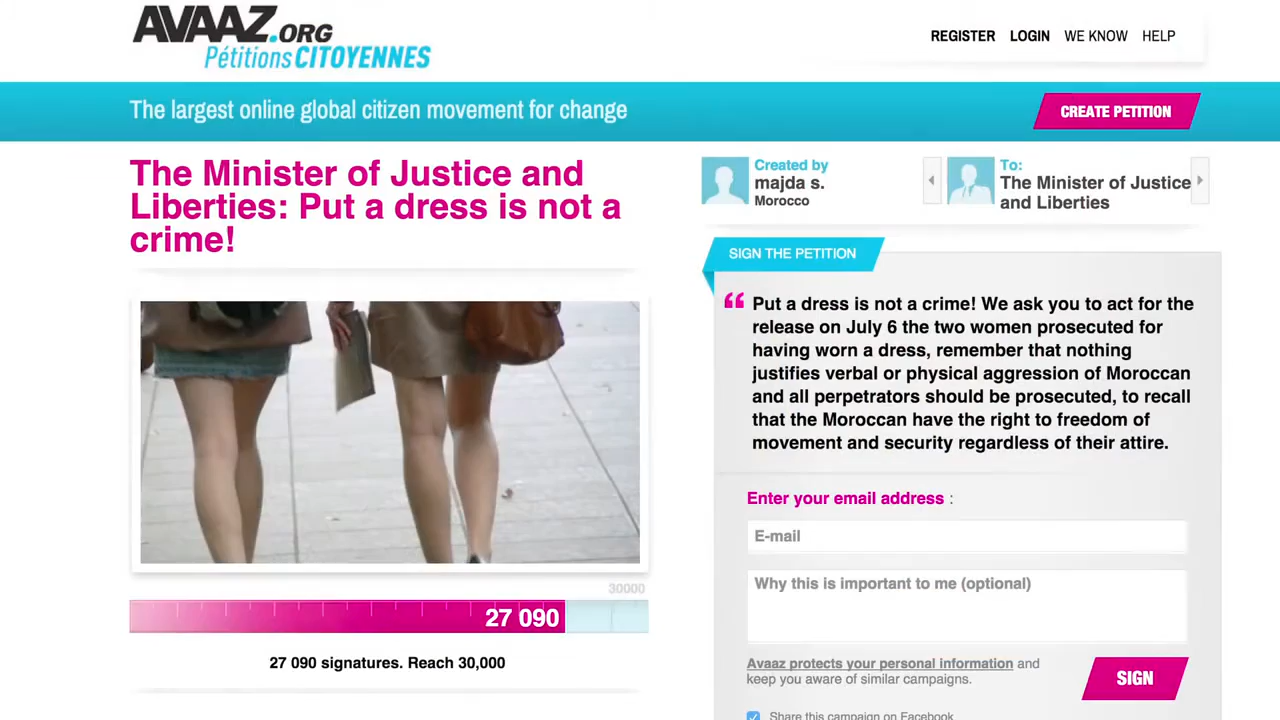 AVAAZ.ORG
Pétitions CITOYENNES
REGISTER LOGIN WE KNOW HELP
The largest online global citizen movement for change
CREATE PETITION
The Minister of Justice and
Liberties: Put a dress is not a
crime!
Created by
majda s.
Morocco
To:
The Minister of Justice
and Liberties
SIGN THE PETITION
Put a dress is not a crime! We ask you to act for the
release on July 6 the two women prosecuted for
having worn a dress, remember that nothing
justifies verbal or physical aggression of Moroccan
and all perpetrators should be prosecuted, to recall
that the Moroccan have the right to freedom of
movement and security regardless of their attire.
Enter your email address :
E-mail
Why this is important to me (optional)
30000
27 090
27 090 signatures. Reach 30,000
Avaaz protects your personal information and
keep you aware of similar campaigns.
SIGN
Share this campaign on Facebook